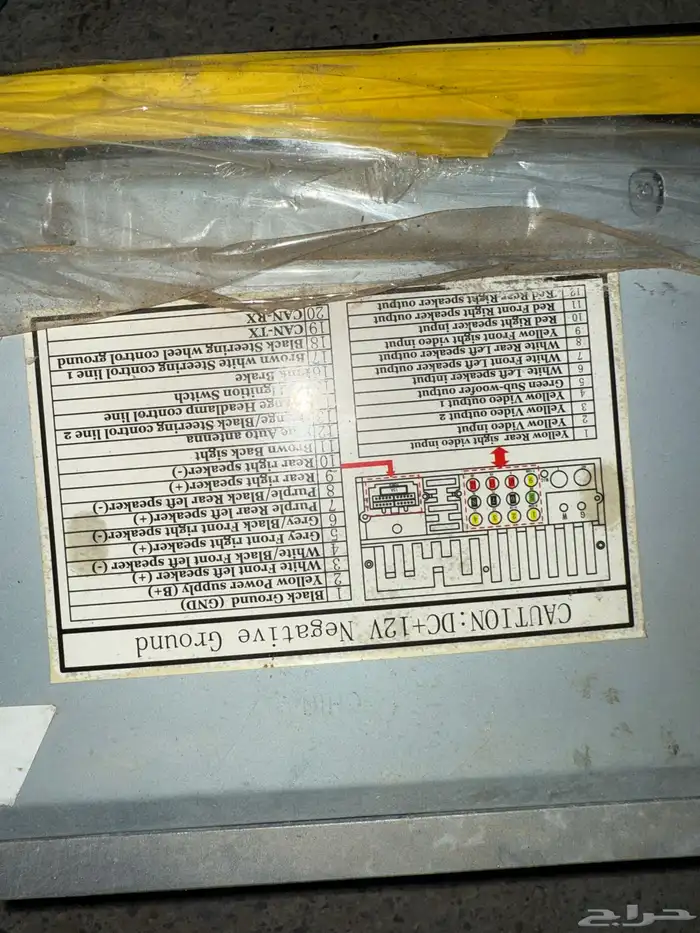 CAUTION:DC+12V Negative Ground
1 Black Ground (GND)
2 Yellow Power supply (B+)
3 White Front left speaker (+)
4 White/Black Front left speaker (-)
5 Grey Front right speaker(+)
6 Grey/Black Front right speaker(-)
7 Purple Rear left speaker(+)
8 Purple/Black Rear left speaker(-)
9 Rear right speaker(+)
10 Rear right speaker(-)
11 Brown Back sight
12 Auto antenna
Black Steering control line 2
Headlamp control line
Ignition Switch
16 Pink Brake
17 Brown white Steering control line 1
18 Black Steering wheel control ground
19 CAN-TX
20 CAN-RX
1 Yellow Rear sight video input
2 Yellow Video input
3 Yellow Video output 2
4 Yellow Video output 1
5 Green Sub-woofer output
6 White Left speaker input
7 White Front Left speaker output
8 White Rear Left speaker output
9 Yellow Front sight video input
10 Red Right speaker input
11 Red Front Right speaker output
12 Red Rear Right speaker output
حراج